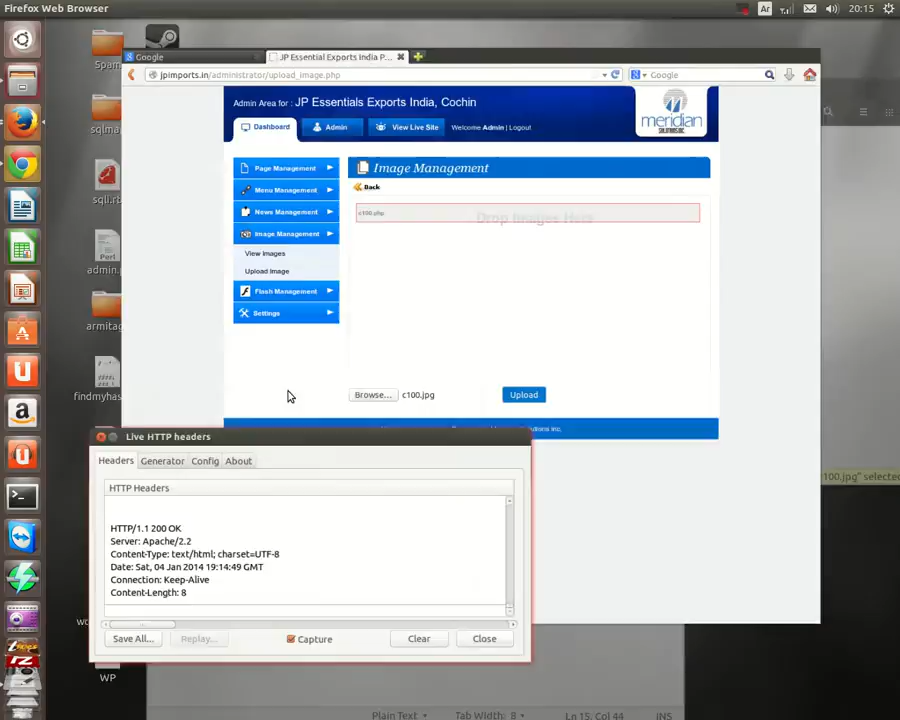 Firefox Web Browser
Ar
20:15
Spam
sqlma
sqli.rb
admin.p
armitag
findmyhas
WP
Google
JP Essential Exports India P...
jpimports.in/administrator/upload_image.php
Google
Admin Area for : JP Essentials Exports India, Cochin
Dashboard
Admin
View Live Site
Welcome Admin | Logout
meridian
Page Management
Menu Management
News Management
Image Management
View Images
Upload Image
Flash Management
Settings
Image Management
Back
c100.php
Drop Images Here
Browse...
c100.jpg
Upload
100.jpg" selected
Live HTTP headers
Headers
Generator
Config
About
HTTP Headers
HTTP/1.1 200 OK
Server: Apache/2.2
Content-Type: text/html; charset=UTF-8
Date: Sat, 04 Jan 2014 19:14:49 GMT
Connection: Keep-Alive
Content-Length: 8
Save All...
Replay...
Capture
Clear
Close
Plain Text
Tab Width: 8
Ln 15, Col 44
INS